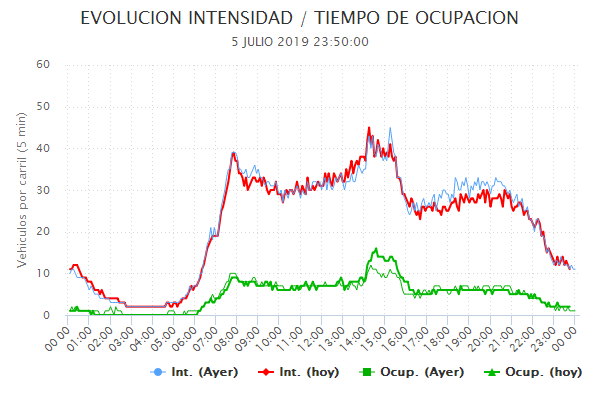 EVOLUCION INTENSIDAD / TIEMPO DE OCUPACION
5 JULIO 2019 23:50:00
Vehiculos por carril (5 min)
60
50
40
30
20
10
0
00:00 01:00 02:00 03:00 04:00 05:00 06:00 07:00 08:00 09:00 10:00 11:00 12:00 13:00 14:00 15:00 16:00 17:00 18:00 19:00 20:00 21:00 22:00 23:00 00:00
Int. (Ayer) Int. (hoy) Ocup. (Ayer) Ocup. (hoy)